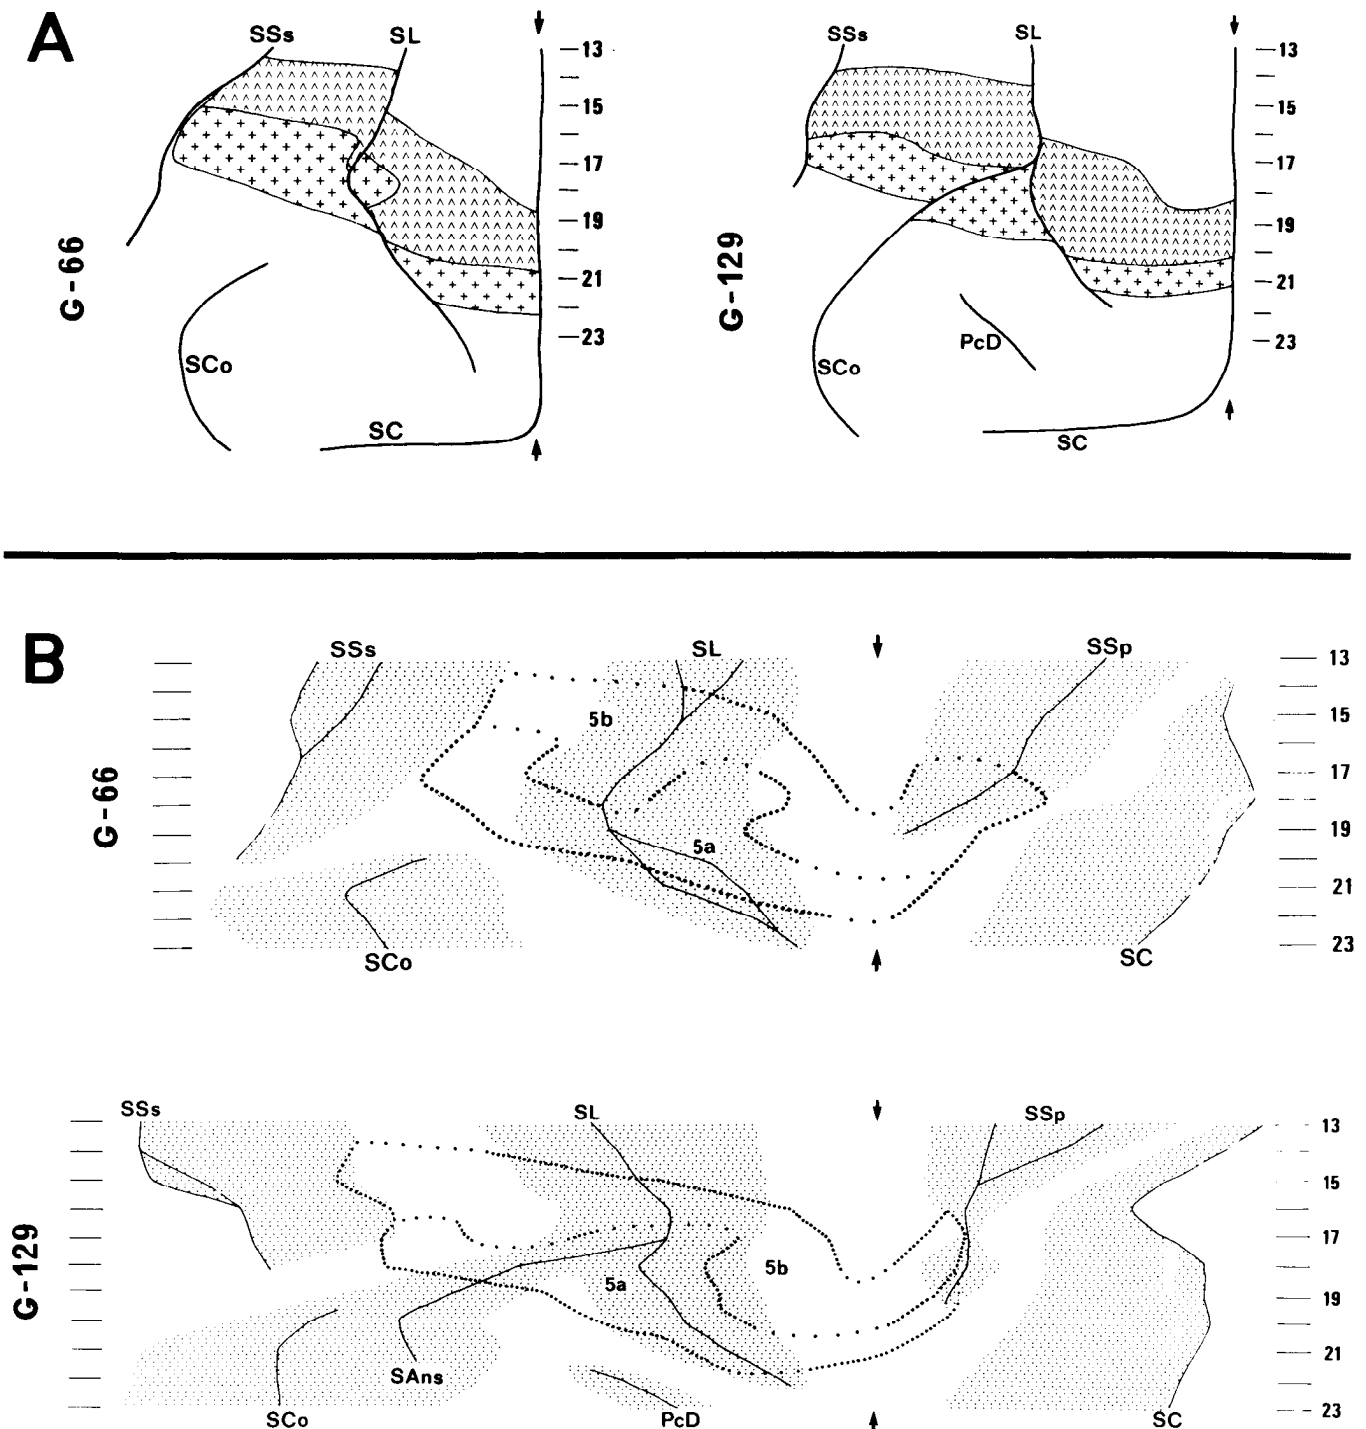 A
SSs SL
13
15
17
19
21
23
G-66
SCo
SC
SSs SL
13
15
17
19
21
23
G-129
PcD
SCo
SC
B
SSs SL SSp
13
15
17
19
21
23
5b
5a
G-66
SCo SC
SSs SL SSp
13
15
17
19
21
23
5b
5a
G-129
SAns
SCo PcD SC